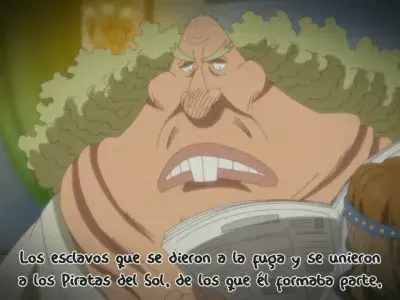 Los esclavos que se dieron a la fuga y se unieron
a los Piratas del Sol, de los que Él formaba parte,